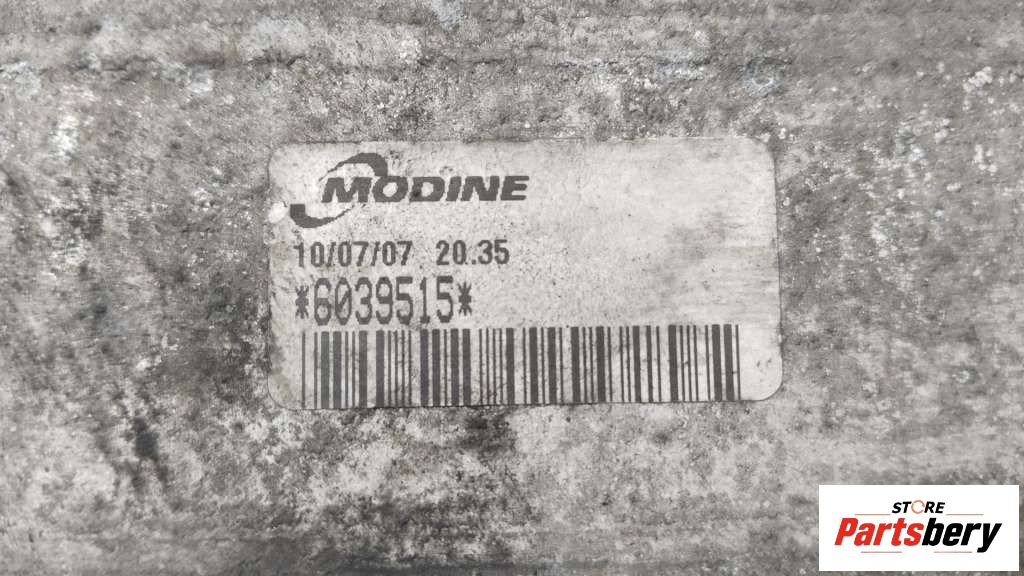 MODINE
10/07/07 20.35
*6039515*
STORE
Partsbery